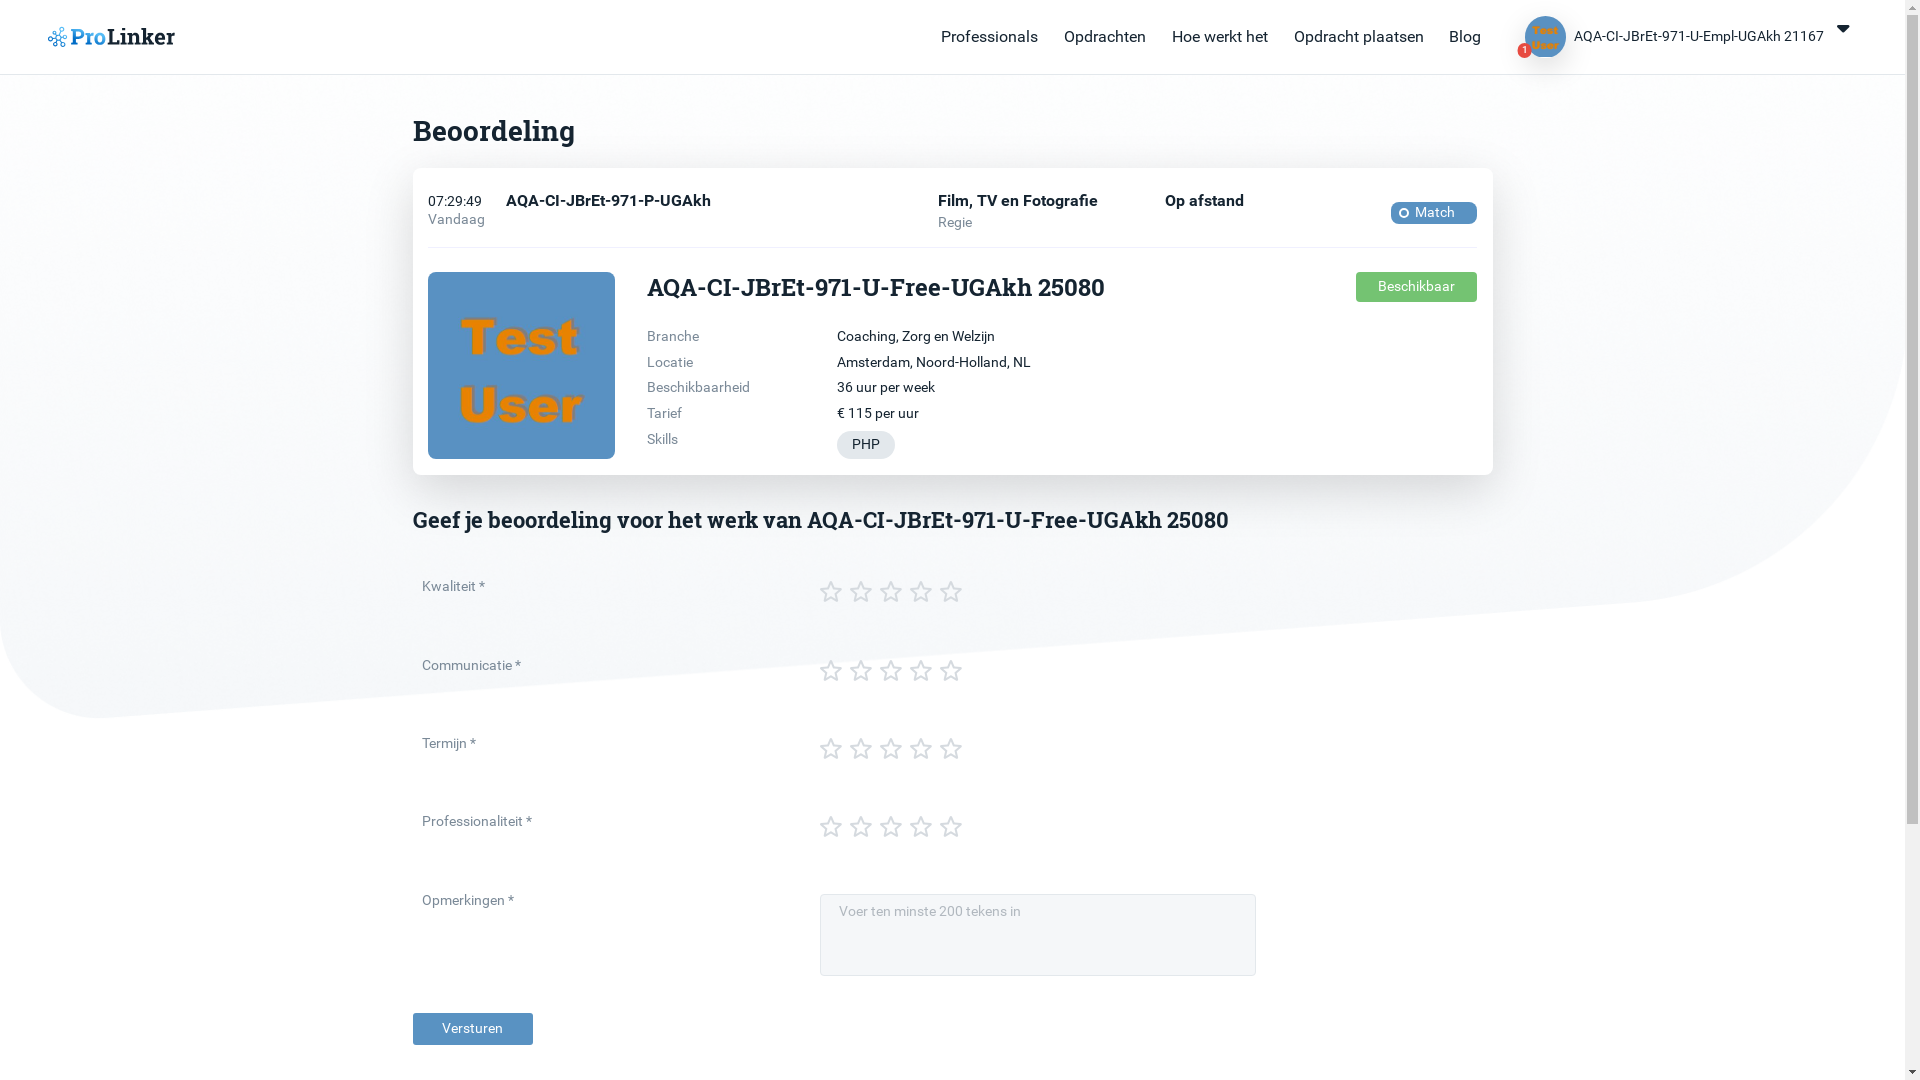 ProLinker
Professionals Opdrachten Hoe werkt het Opdracht plaatsen Blog
Test User
1
AQA-CI-JBrEt-971-U-Empl-UGAkh 21167
Beoordeling
07:29:49 AQA-CI-JBrEt-971-P-UGAkh Film, TV en Fotografie Op afstand
Vandaag Regie
Match
Test
User
AQA-CI-JBrEt-971-U-Free-UGAkh 25080
Beschikbaar
Branche Coaching, Zorg en Welzijn
Locatie Amsterdam, Noord-Holland, NL
Beschikbaarheid 36 uur per week
Tarief € 115 per uur
Skills PHP
Geef je beoordeling voor het werk van AQA-CI-JBrEt-971-U-Free-UGAkh 25080
Kwaliteit *
Communicatie *
Termijn *
Professionaliteit *
Opmerkingen *
Voer ten minste 200 tekens in
Versturen